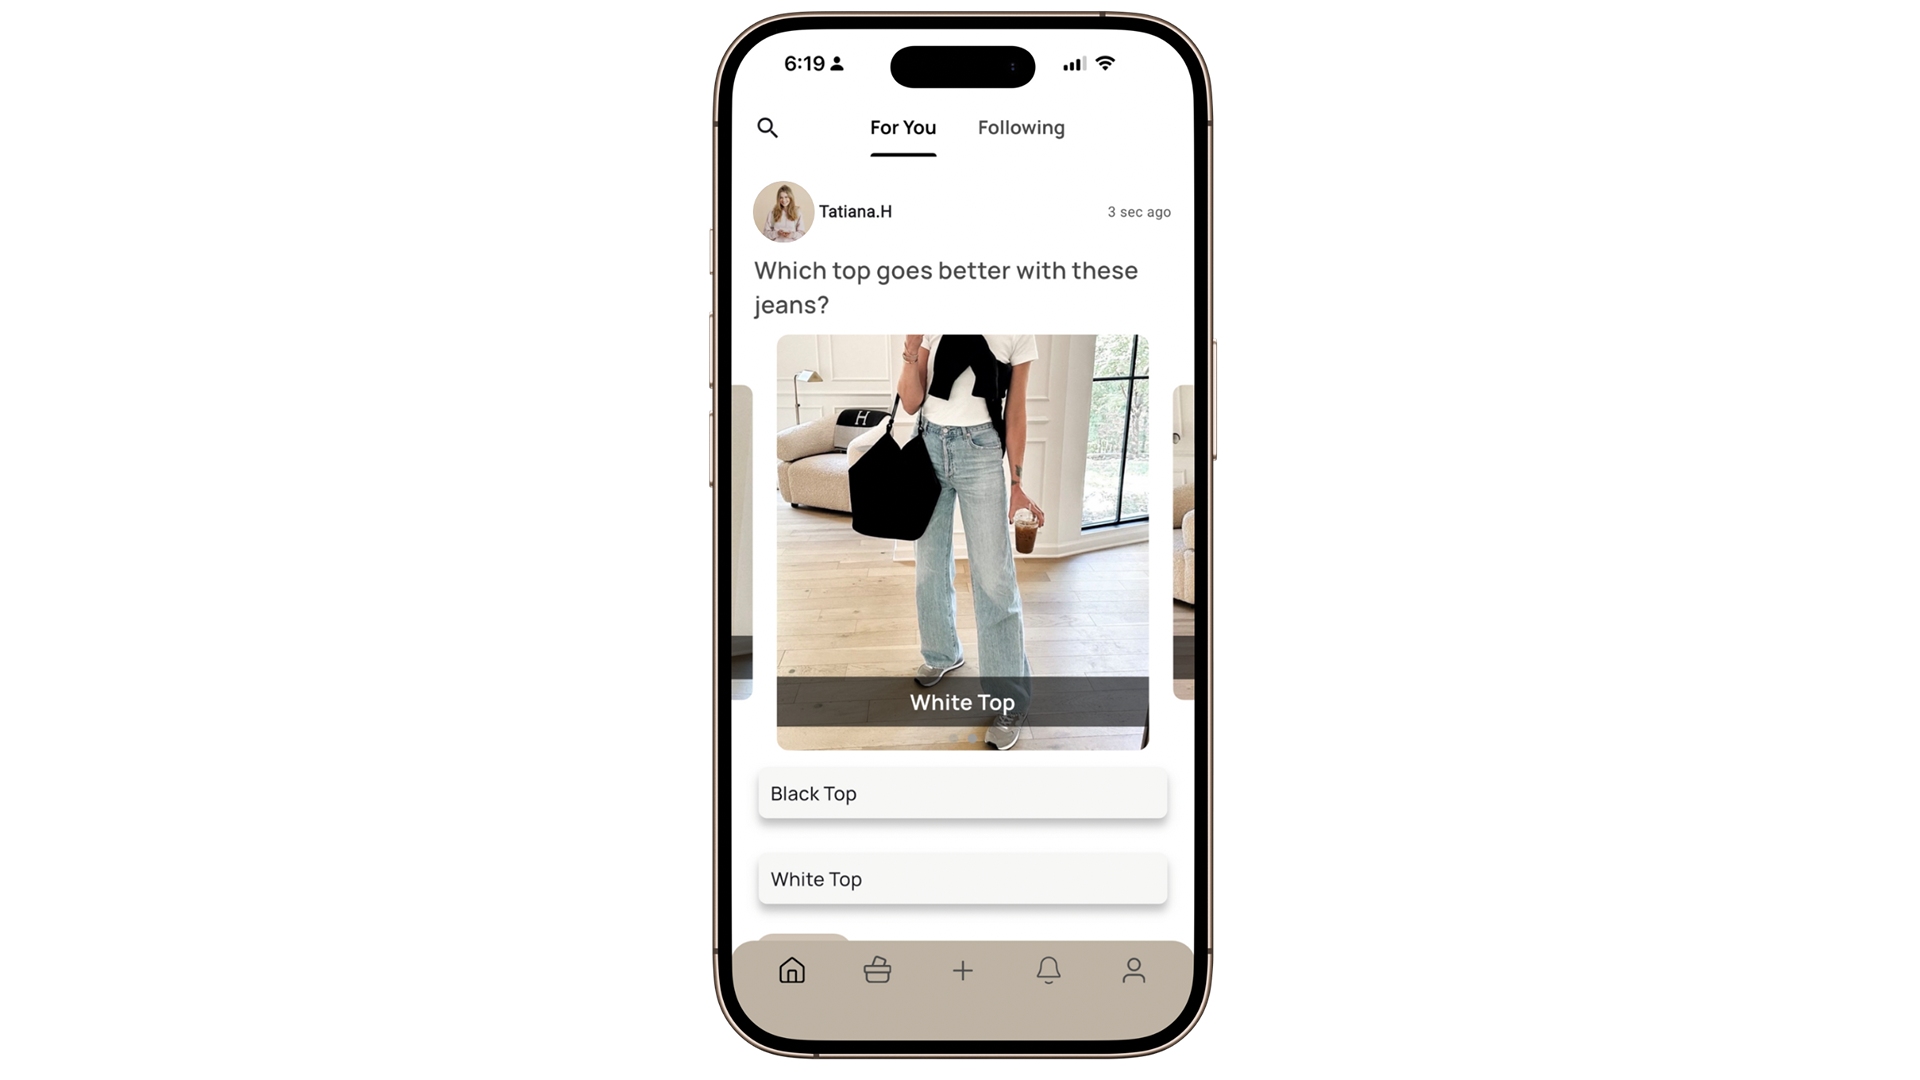 6:19
For You Following
Tatiana.H 3 sec ago
Which top goes better with these
jeans?
H
White Top
Black Top
White Top